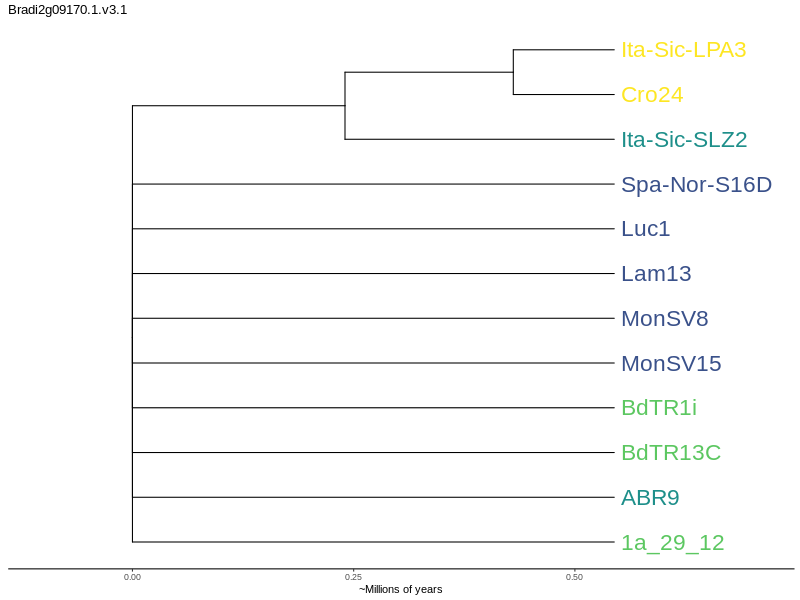 Bradi2g09170.1.v3.1
Ita-Sic-LPA3
Cro24
Ita-Sic-SLZ2
Spa-Nor-S16D
Luc1
Lam13
MonSV8
MonSV15
BdTR1i
BdTR13C
ABR9
1a_29_12
0.00 0.25 0.50
~Millions of years